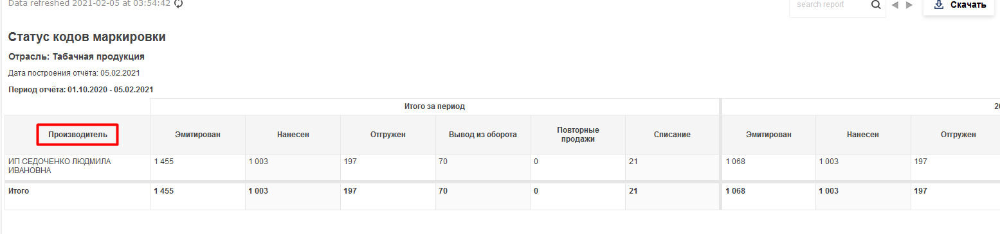 Data refreshed 2021-02-05 at 03:54:42
search report
Скачать
Статус кодов маркировки
Отрасль: Табачная продукция
Дата построения отчёта: 05.02.2021
Период отчёта: 01.10.2020 - 05.02.2021
Итого за период 20
Производитель Эмитирован Нанесен Отгружен Вывод из оборота Повторные продажи Списание Эмитирован Нанесен Отгружен
ИП СЕДОЧЕНКО ЛЮДМИЛА ИВАНОВНА 1 455 1 003 197 70 0 21 1 068 1 003 197
Итого 1 455 1 003 197 70 0 21 1 068 1 003 197